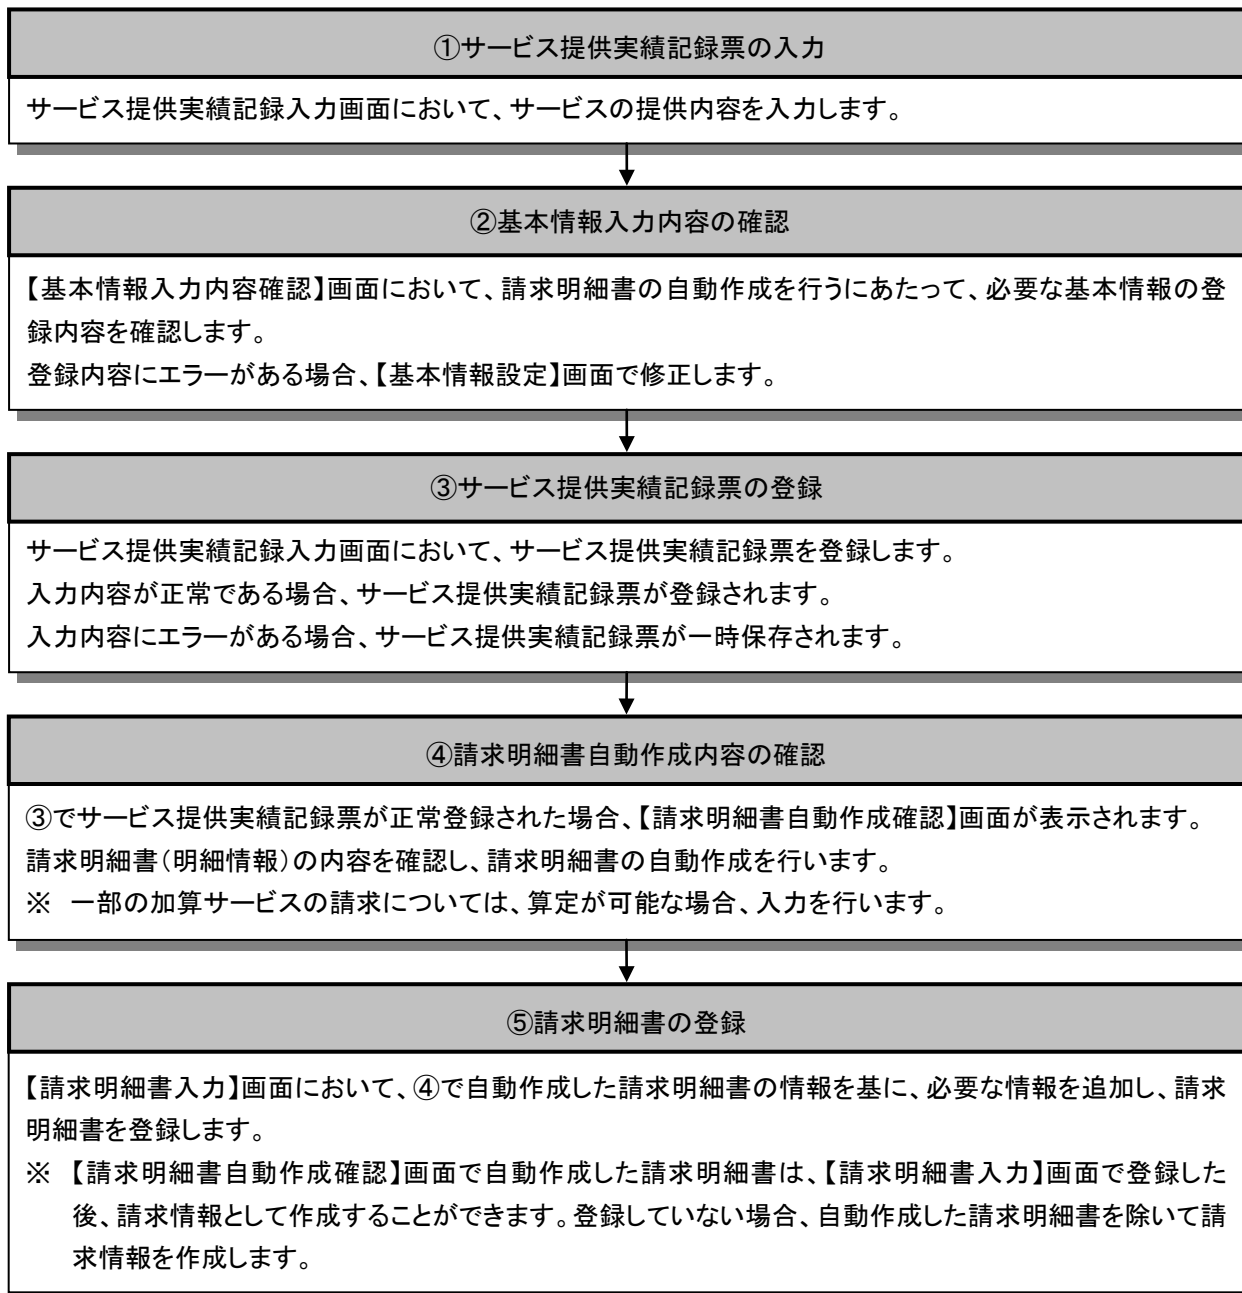 ①サービス提供実績記録票の入力
サービス提供実績記録入力画面において、サービスの提供内容を入力します。
②基本情報入力内容の確認
【基本情報入力内容確認】画面において、請求明細書の自動作成を行うにあたって、必要な基本情報の登
録内容を確認します。
登録内容にエラーがある場合、【基本情報設定】画面で修正します。
③サービス提供実績記録票の登録
サービス提供実績記録入力画面において、サービス提供実績記録票を登録します。
入力内容が正常である場合、サービス提供実績記録票が登録されます。
入力内容にエラーがある場合、サービス提供実績記録票が一時保存されます。
④請求明細書自動作成内容の確認
③でサービス提供実績記録票が正常登録された場合、【請求明細書自動作成確認】画面が表示されます。
請求明細書（明細情報）の内容を確認し、請求明細書の自動作成を行います。
※　一部の加算サービスの請求については、算定が可能な場合、入力を行います。
⑤請求明細書の登録
【請求明細書入力】画面において、④で自動作成した請求明細書の情報を基に、必要な情報を追加し、請求
明細書を登録します。
※　【請求明細書自動作成確認】画面で自動作成した請求明細書は、【請求明細書入力】画面で登録した
後、請求情報として作成することができます。登録していない場合、自動作成した請求明細書を除いて請
求情報を作成します。